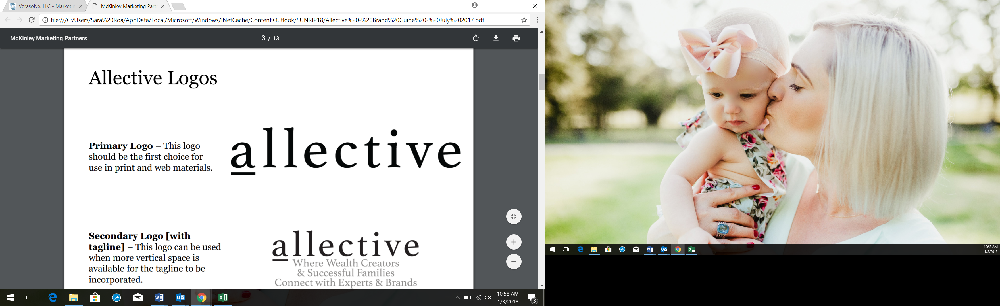 Verasolve, LLC - Marketin
McKinley Marketing Part
file:///C:/Users/Sara%20Roa/AppData/Local/Microsoft/Windows/INetCache/Content.Outlook/5UNRIP18/Allective%20-%20Brand%20Guide%20-%20July%202017.pdf
McKinley Marketing Partners
3 / 13
Allective Logos
Primary Logo – This logo
should be the first choice for
use in print and web materials.
allective
Secondary Logo [with
tagline] – This logo can be used
when more vertical space is
available for the tagline to be
incorporated.
allective
Where Wealth Creators
& Successful Families
Connect with Experts & Brands
10:58 AM
1/3/2018
3
10:58 AM
1/3/2018